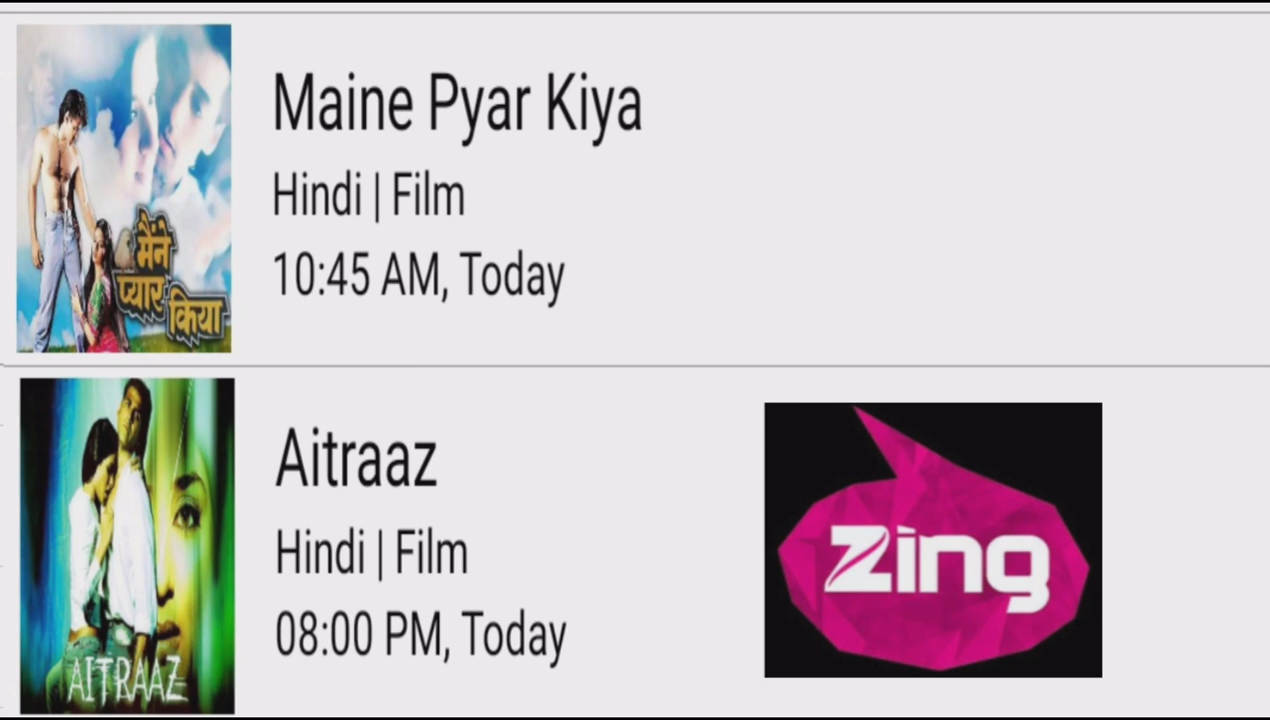 मैंने
प्यार किया
Maine Pyar Kiya
Hindi | Film
10:45 AM, Today
AITRAAZ
Aitraaz
Hindi | Film
08:00 PM, Today
Zing